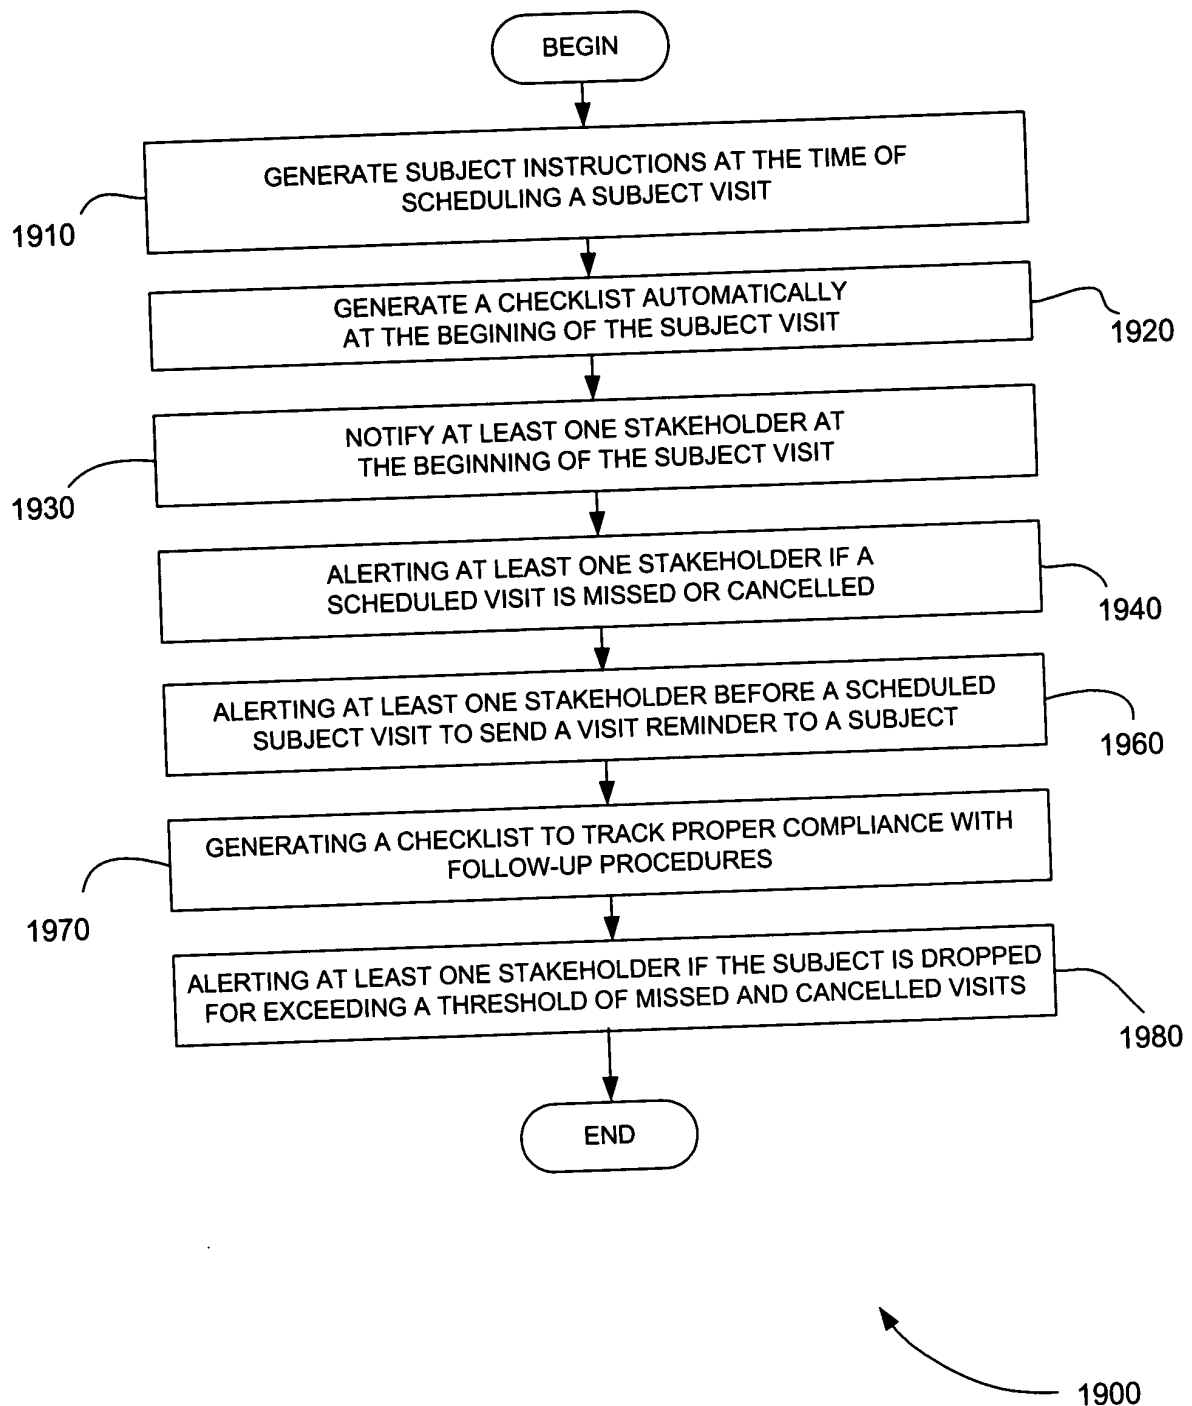 BEGIN
GENERATE SUBJECT INSTRUCTIONS AT THE TIME OF
SCHEDULING A SUBJECT VISIT
1910
GENERATE A CHECKLIST AUTOMATICALLY
AT THE BEGINING OF THE SUBJECT VISIT
1920
NOTIFY AT LEAST ONE STAKEHOLDER AT
THE BEGINNING OF THE SUBJECT VISIT
1930
ALERTING AT LEAST ONE STAKEHOLDER IF A
SCHEDULED VISIT IS MISSED OR CANCELLED
1940
ALERTING AT LEAST ONE STAKEHOLDER BEFORE A SCHEDULED
SUBJECT VISIT TO SEND A VISIT REMINDER TO A SUBJECT
1960
GENERATING A CHECKLIST TO TRACK PROPER COMPLIANCE WITH
FOLLOW-UP PROCEDURES
1970
ALERTING AT LEAST ONE STAKEHOLDER IF THE SUBJECT IS DROPPED
FOR EXCEEDING A THRESHOLD OF MISSED AND CANCELLED VISITS
1980
END
1900